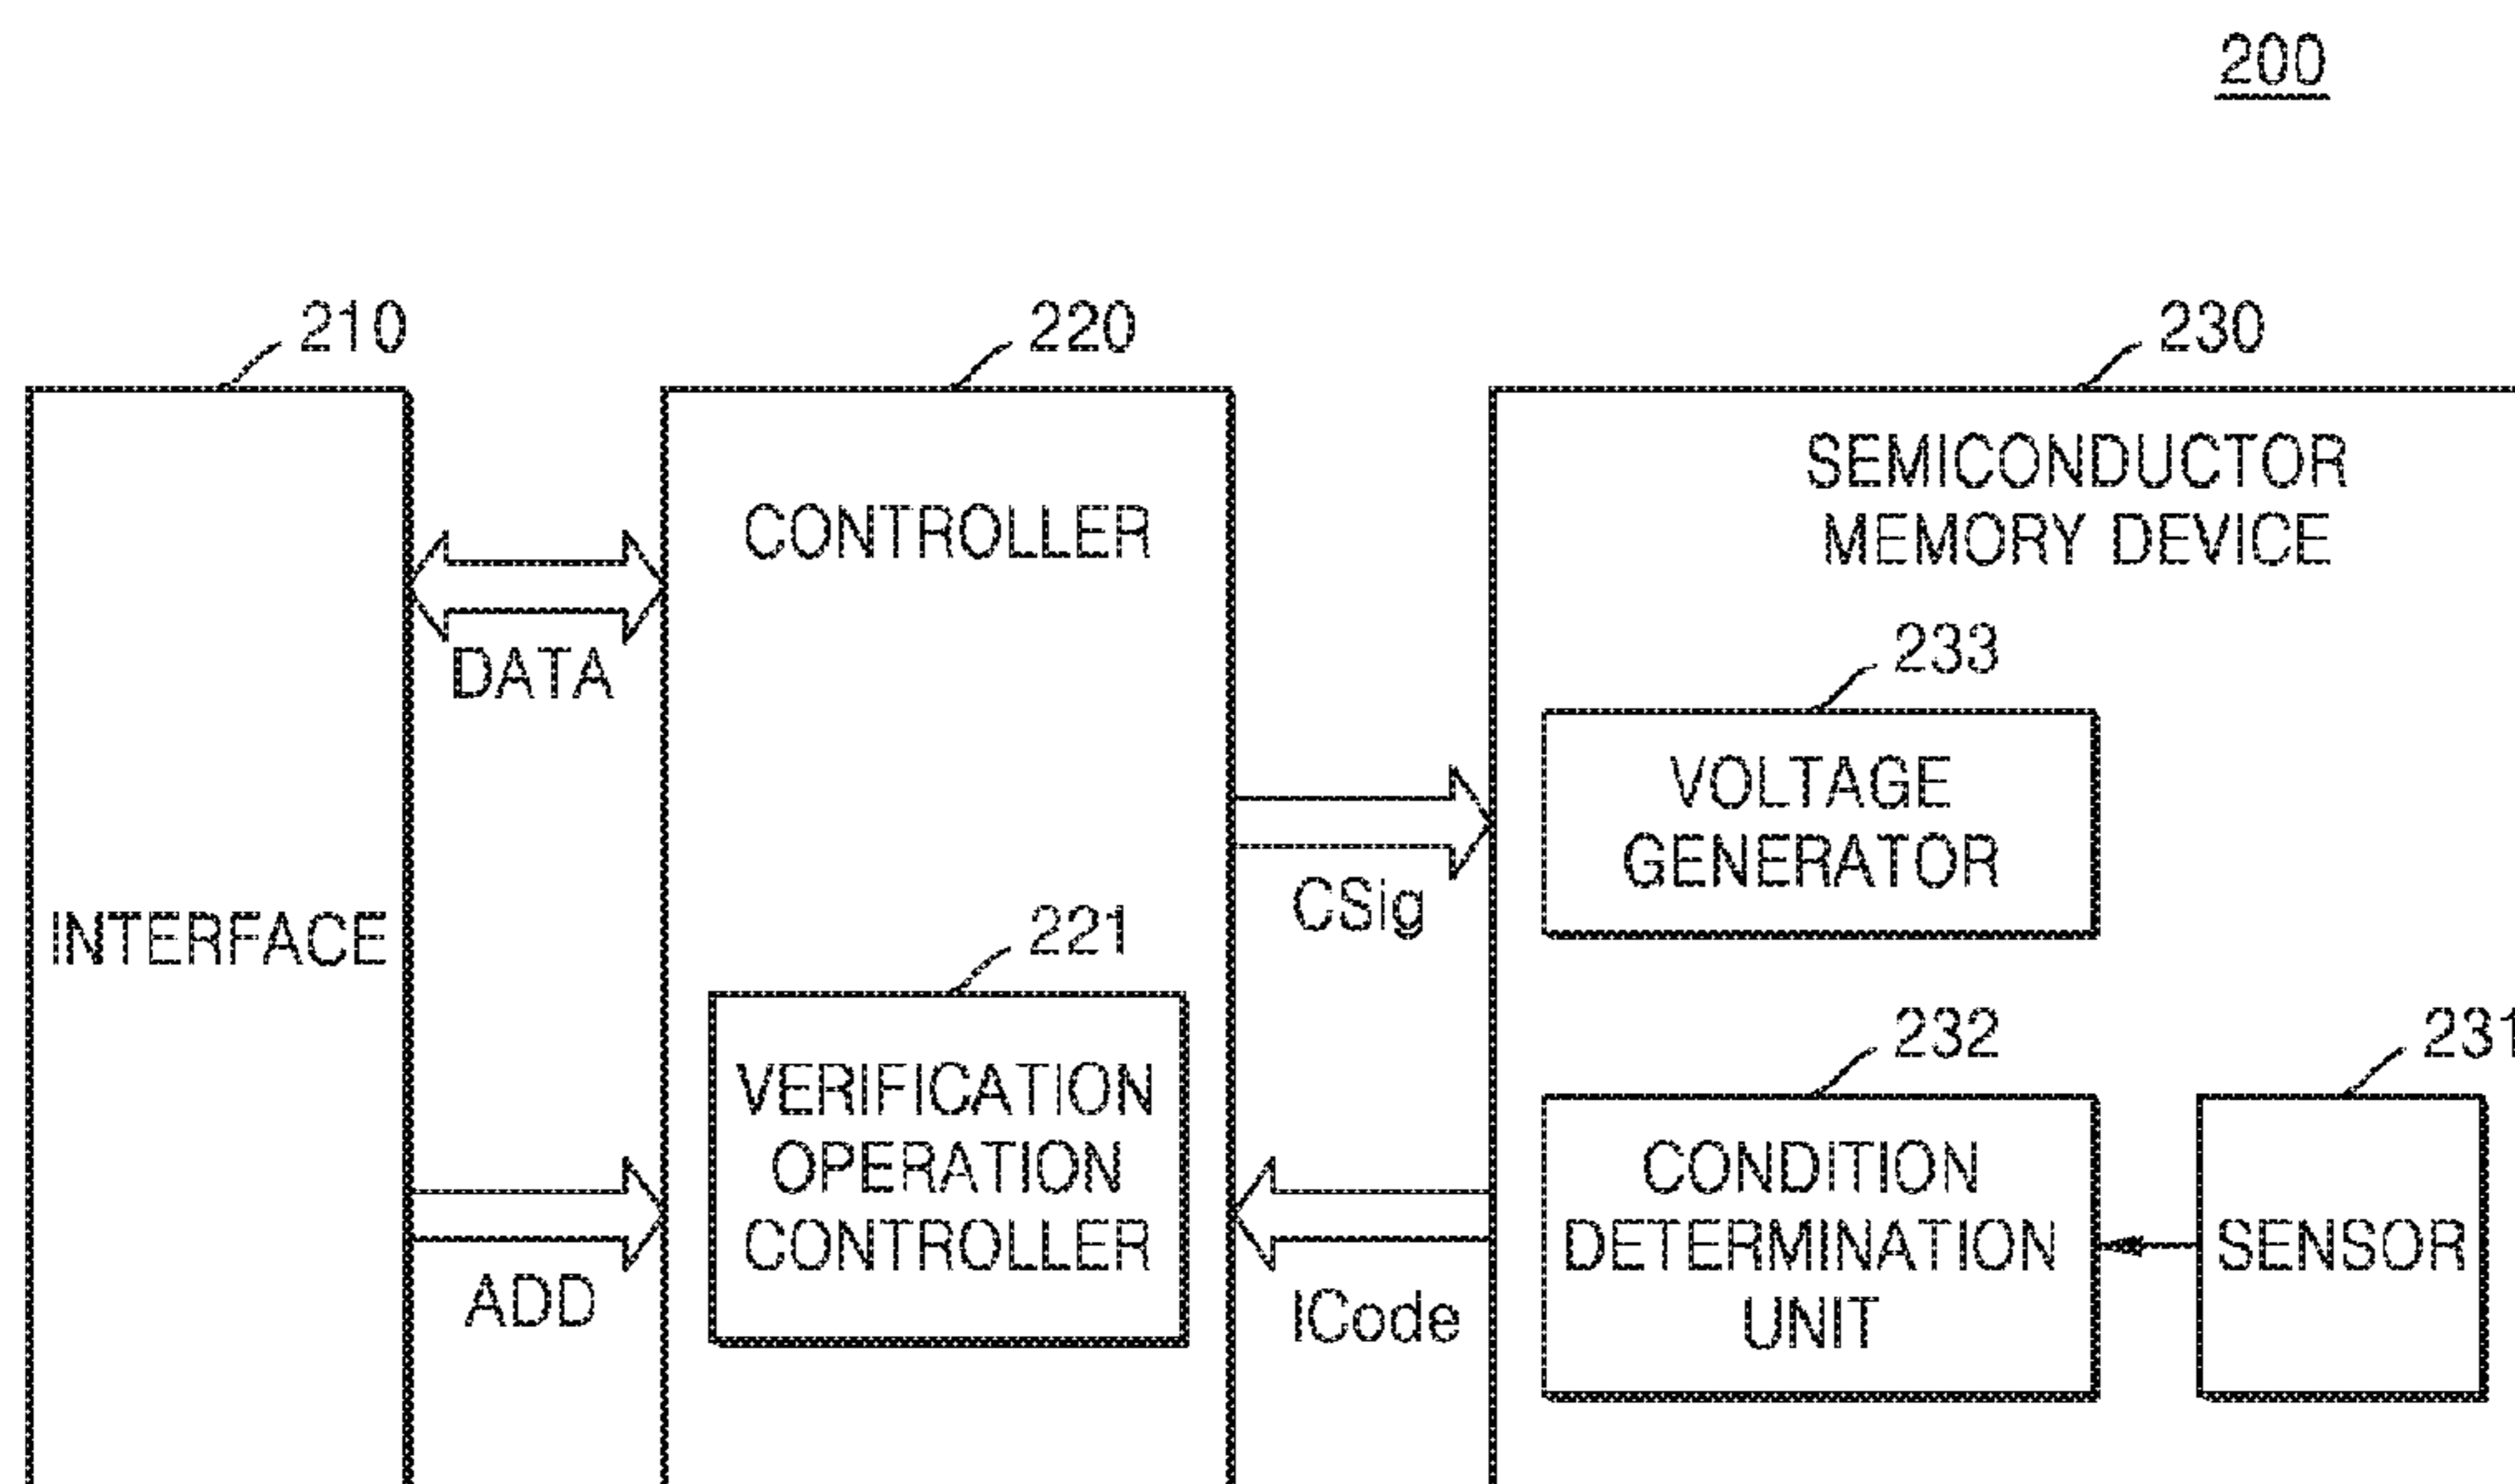 200
210
220
230
INTERFACE
DATA
ADD
CONTROLLER
221
VERIFICATION
OPERATION
CONTROLLER
CSig
ICode
SEMICONDUCTOR
MEMORY DEVICE
233
VOLTAGE
GENERATOR
232
CONDITION
DETERMINATION
UNIT
231
SENSOR